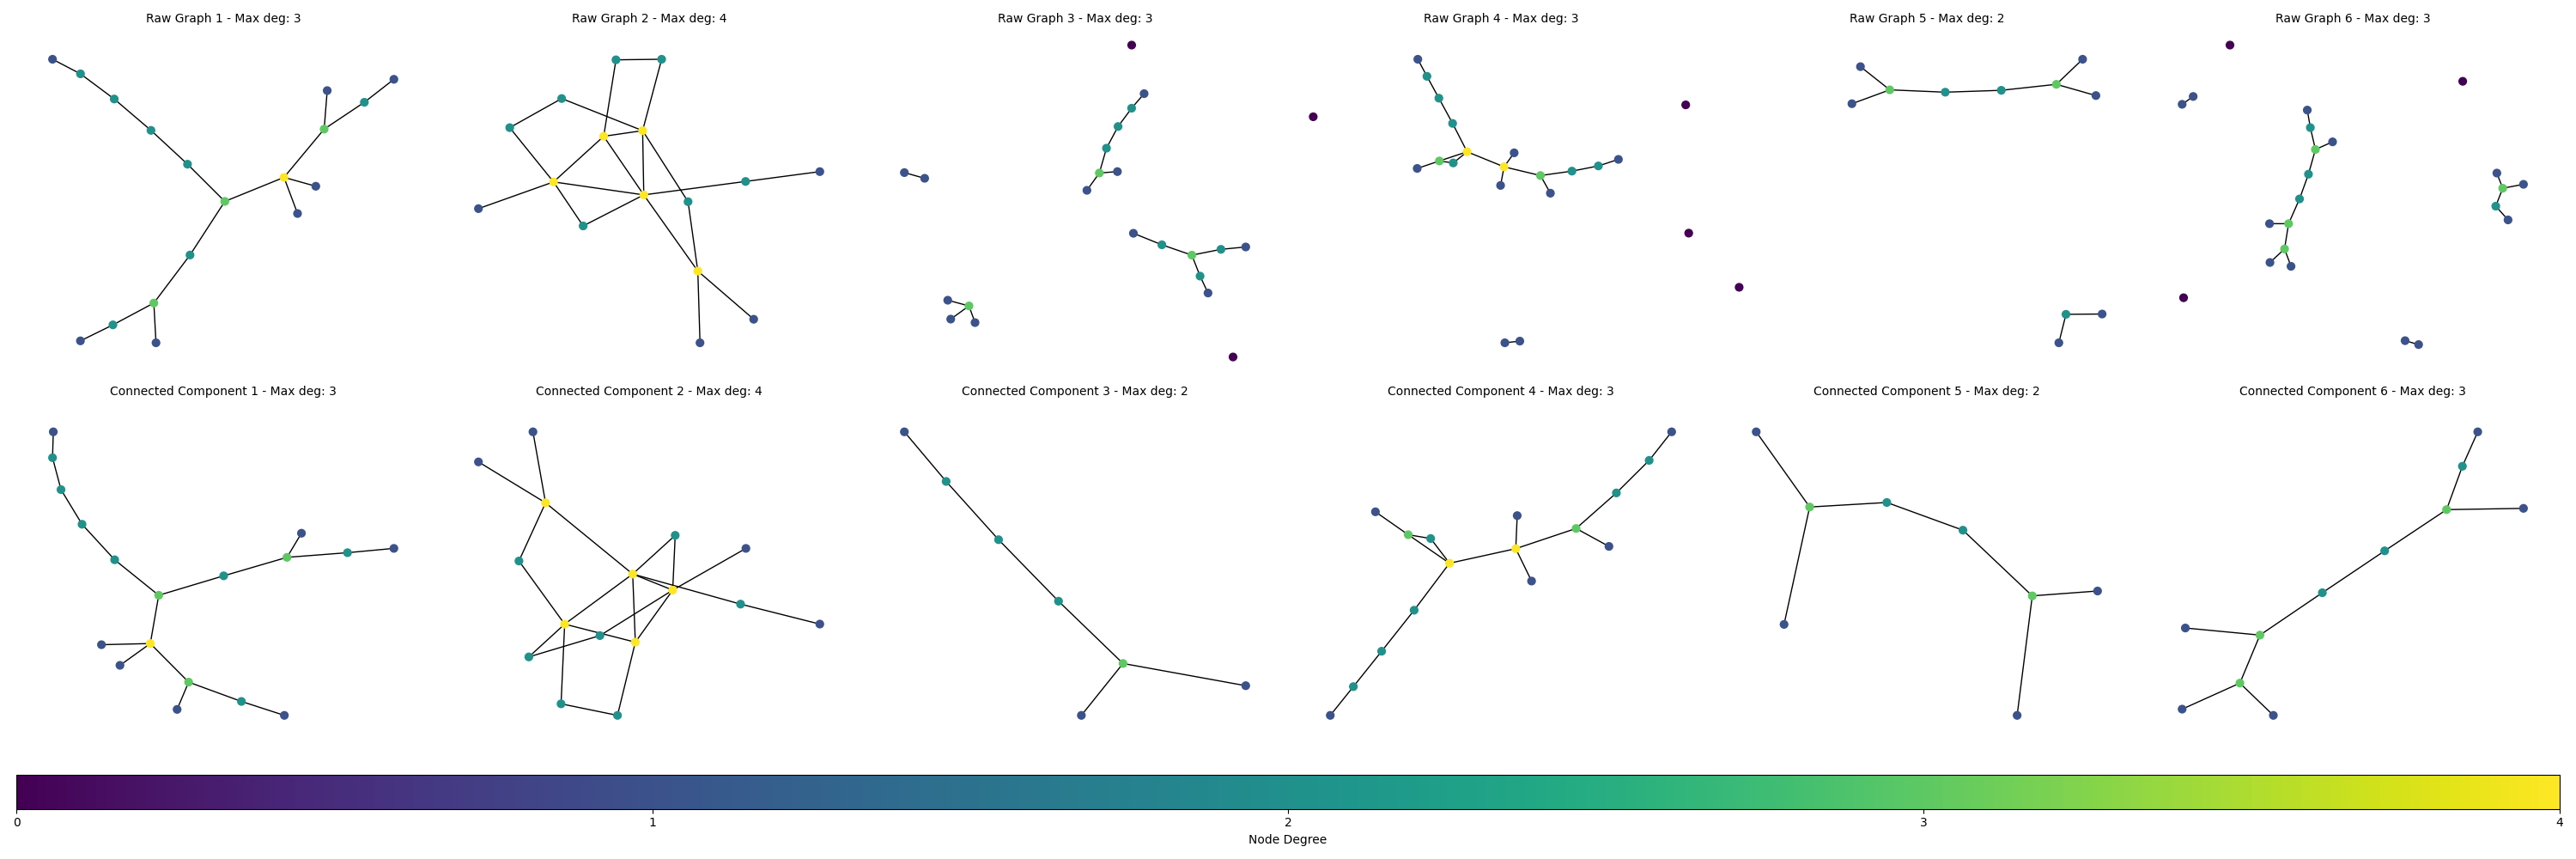 Raw Graph 1 - Max deg: 3
Raw Graph 2 - Max deg: 4
Raw Graph 3 - Max deg: 3
Raw Graph 4 - Max deg: 3
Raw Graph 5 - Max deg: 2
Raw Graph 6 - Max deg: 3
Connected Component 1 - Max deg: 3
Connected Component 2 - Max deg: 4
Connected Component 3 - Max deg: 2
Connected Component 4 - Max deg: 3
Connected Component 5 - Max deg: 2
Connected Component 6 - Max deg: 3
0 1 2 3 4
Node Degree